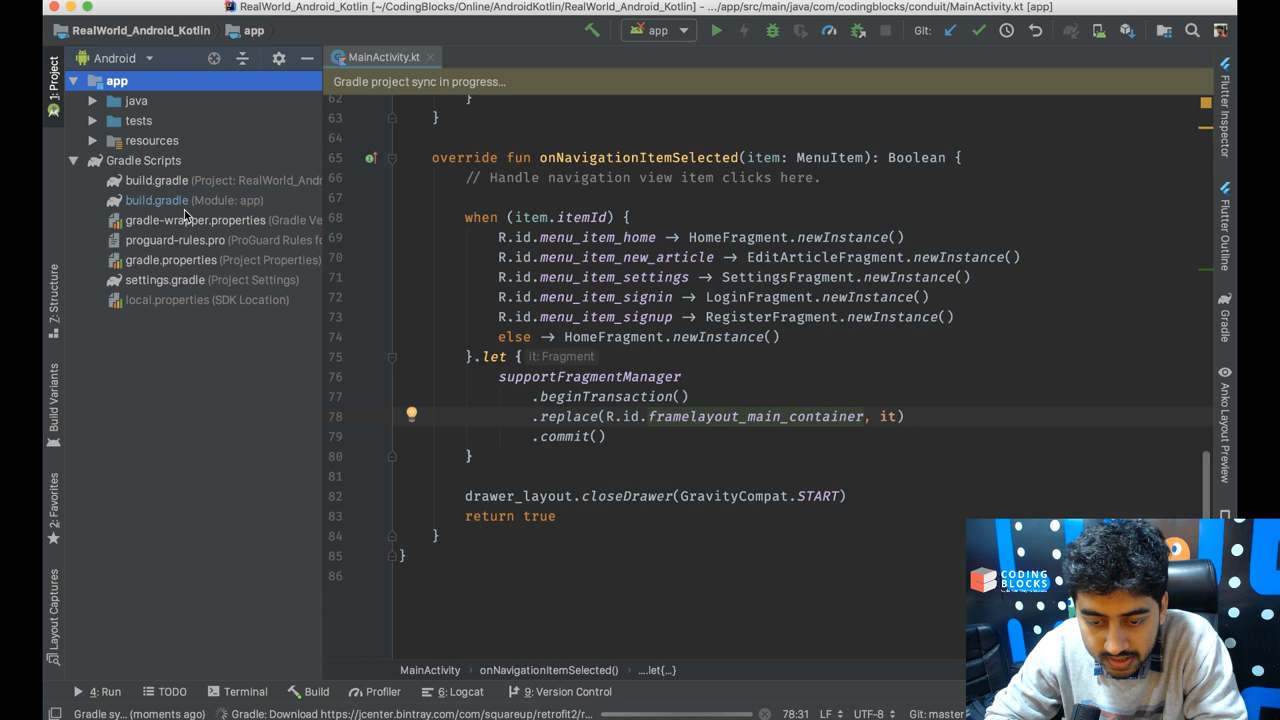 RealWorld_Android_Kotlin [~/CodingBlocks/Online/AndroidKotlin/RealWorld_Android_Kotlin] - .../app/src/main/java/com/codingblocks/conduit/MainActivity.kt [app]
RealWorld_Android_Kotlin
app
app
Git:
Android
MainActivity.kt
1: Project
Z: Structure
Build Variants
2: Favorites
Layout Captures
app
java
tests
resources
Gradle Scripts
build.gradle (Project: RealWorld_Andr
build.gradle (Module: app)
gradle-wrapper.properties (Gradle Ve
proguard-rules.pro (ProGuard Rules fo
gradle.properties (Project Properties)
settings.gradle (Project Settings)
local.properties (SDK Location)
Gradle project sync in progress...
62 }
63 }
64
65 override fun onNavigationItemSelected(item: MenuItem): Boolean {
66 // Handle navigation view item clicks here.
67
68 when (item.itemId) {
69 R.id.menu_item_home → HomeFragment.newInstance()
70 R.id.menu_item_new_article → EditArticleFragment.newInstance()
71 R.id.menu_item_settings → SettingsFragment.newInstance()
72 R.id.menu_item_signin → LoginFragment.newInstance()
73 R.id.menu_item_signup → RegisterFragment.newInstance()
74 else → HomeFragment.newInstance()
75 }.let { it: Fragment
76 supportFragmentManager
77 .beginTransaction()
78 .replace(R.id.framelayout_main_container, it)
79 .commit()
80 }
81
82 drawer_layout.closeDrawer(GravityCompat.START)
83 return true
84 }
85 }
86
Flutter Inspector
Flutter Outline
Gradle
Anko Layout Preview
CODING
BLOCKS
MainActivity
onNavigationItemSelected()
....let{...}
4: Run
TODO
Terminal
Build
Profiler
6: Logcat
9: Version Control
Gradle sy... (moments ago)
Gradle: Download https://jcenter.bintray.com/com/squareup/retrofit2/r...
78:31
LF
UTF-8
Git: master